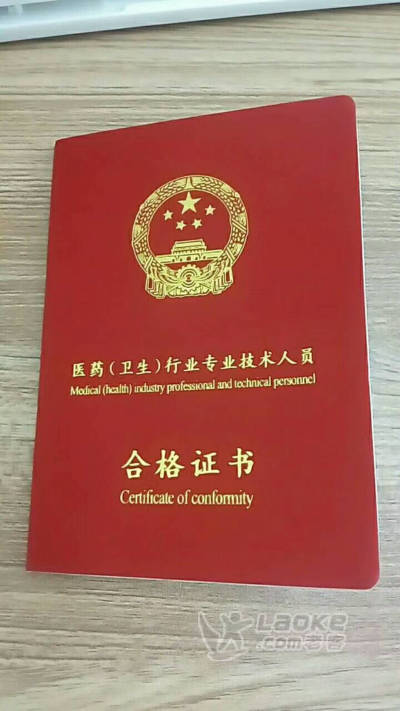 医药(卫生)行业专业技术人员
Medical (health) industry professional and technical personnel
合格证书
Certificate of conformity
Laoke
.com老客